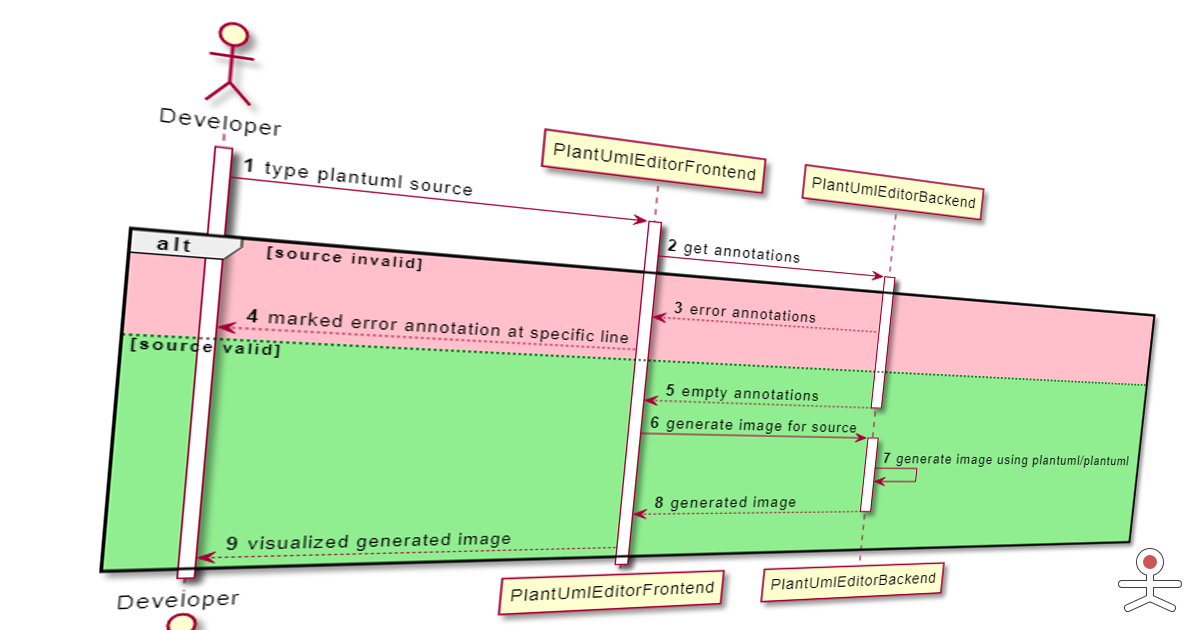 Developer
PlantUmlEditorFrontend
PlantUmlEditorBackend
1 type plantuml source
2 get annotations
alt
[source invalid]
3 error annotations
4 marked error annotation at specific line
[source valid]
5 empty annotations
6 generate image for source
7 generate image using plantuml/plantuml
8 generated image
9 visualized generated image
Developer
PlantUmlEditorFrontend
PlantUmlEditorBackend